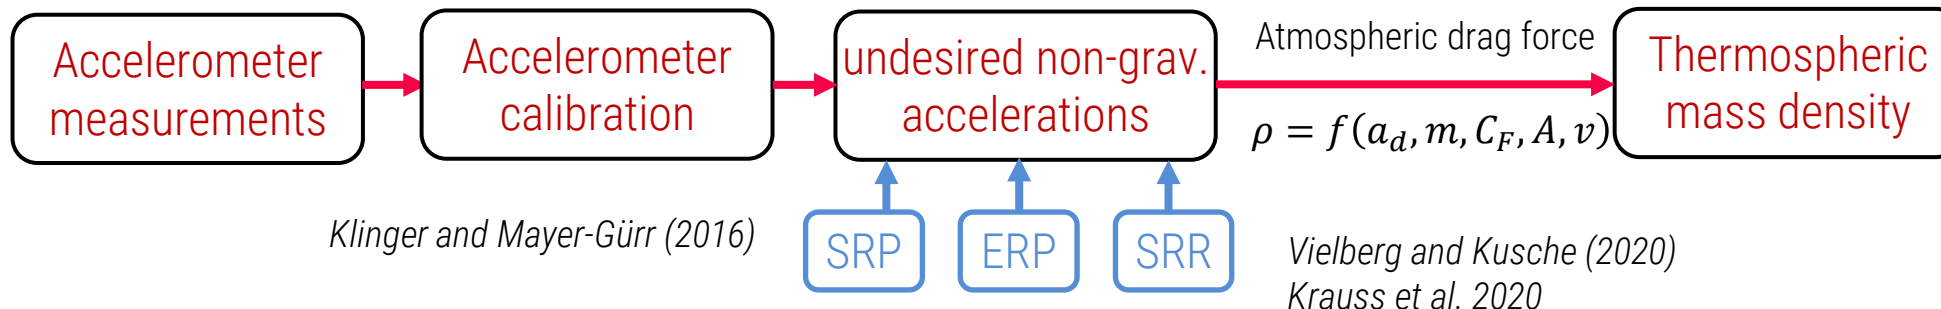 Accelerometer
measurements
Accelerometer
calibration
undesired non-grav.
accelerations
Atmospheric drag force
ρ = f(a_d, m, C_F, A, v)
Thermospheric
mass density
Klinger and Mayer-Gürr (2016)
SRP
ERP
SRR
Vielberg and Kusche (2020)
Krauss et al. 2020